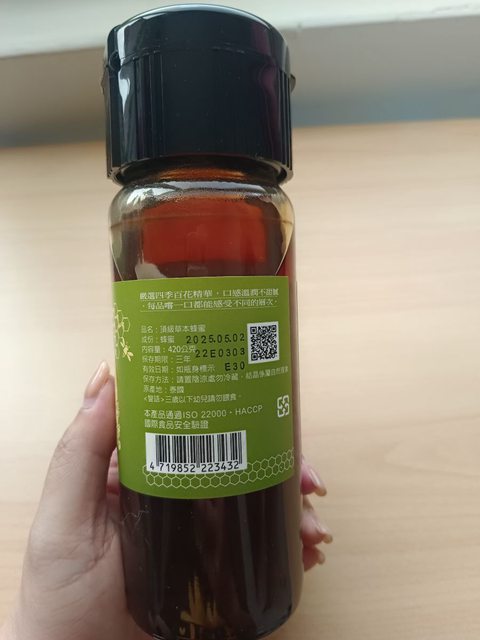 嚴選四季百花精華，口感溫潤不甜膩
，每品嚐一口都能感受不同的層次。
品名：頂級草本蜂蜜
成份：蜂蜜 2025.05.02
內容量：420公克 22E0303
保存期限：三年
有效日期：如瓶身標示 E30
保存方法：請置陰涼處勿冷藏，結晶係屬自然現象
原產地：泰國
<警語>三歲以下幼兒請勿餵食。
本產品通過ISO 22000、HACCP
國際食品安全驗證
4 719852 223432